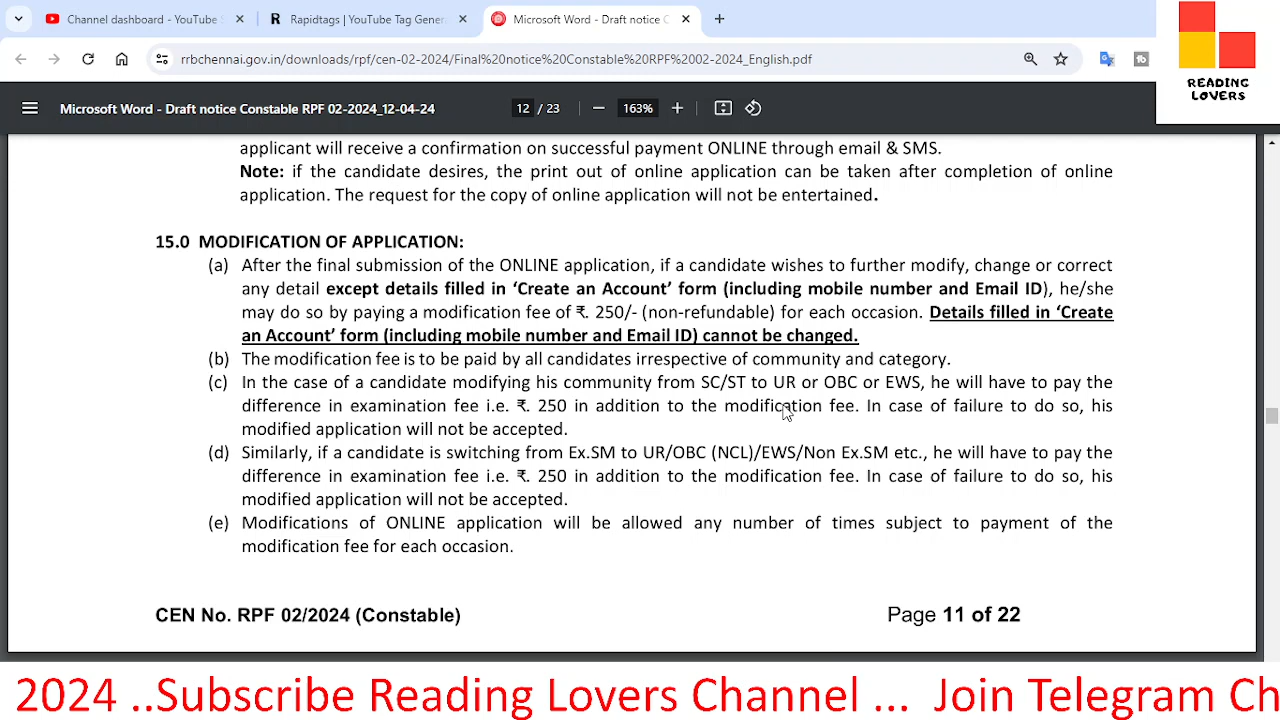 Channel dashboard - YouTube S
Rapidtags | YouTube Tag Gener
Microsoft Word - Draft notice C
rrbchennai.gov.in/downloads/rpf/cen-02-2024/Final%20notice%20Constable%20RPF%2002-2024_English.pdf
READING
LOVERS
Microsoft Word - Draft notice Constable RPF 02-2024_12-04-24
12 / 23
163%
applicant will receive a confirmation on successful payment ONLINE through email & SMS.
Note: if the candidate desires, the print out of online application can be taken after completion of online
application. The request for the copy of online application will not be entertained.
15.0 MODIFICATION OF APPLICATION:
(a) After the final submission of the ONLINE application, if a candidate wishes to further modify, change or correct
any detail except details filled in ‘Create an Account’ form (including mobile number and Email ID), he/she
may do so by paying a modification fee of ₹. 250/- (non-refundable) for each occasion. Details filled in ‘Create
an Account’ form (including mobile number and Email ID) cannot be changed.
(b) The modification fee is to be paid by all candidates irrespective of community and category.
(c) In the case of a candidate modifying his community from SC/ST to UR or OBC or EWS, he will have to pay the
difference in examination fee i.e. ₹. 250 in addition to the modification fee. In case of failure to do so, his
modified application will not be accepted.
(d) Similarly, if a candidate is switching from Ex.SM to UR/OBC (NCL)/EWS/Non Ex.SM etc., he will have to pay the
difference in examination fee i.e. ₹. 250 in addition to the modification fee. In case of failure to do so, his
modified application will not be accepted.
(e) Modifications of ONLINE application will be allowed any number of times subject to payment of the
modification fee for each occasion.
CEN No. RPF 02/2024 (Constable)
Page 11 of 22
2024 ..Subscribe Reading Lovers Channel ... Join Telegram Ch